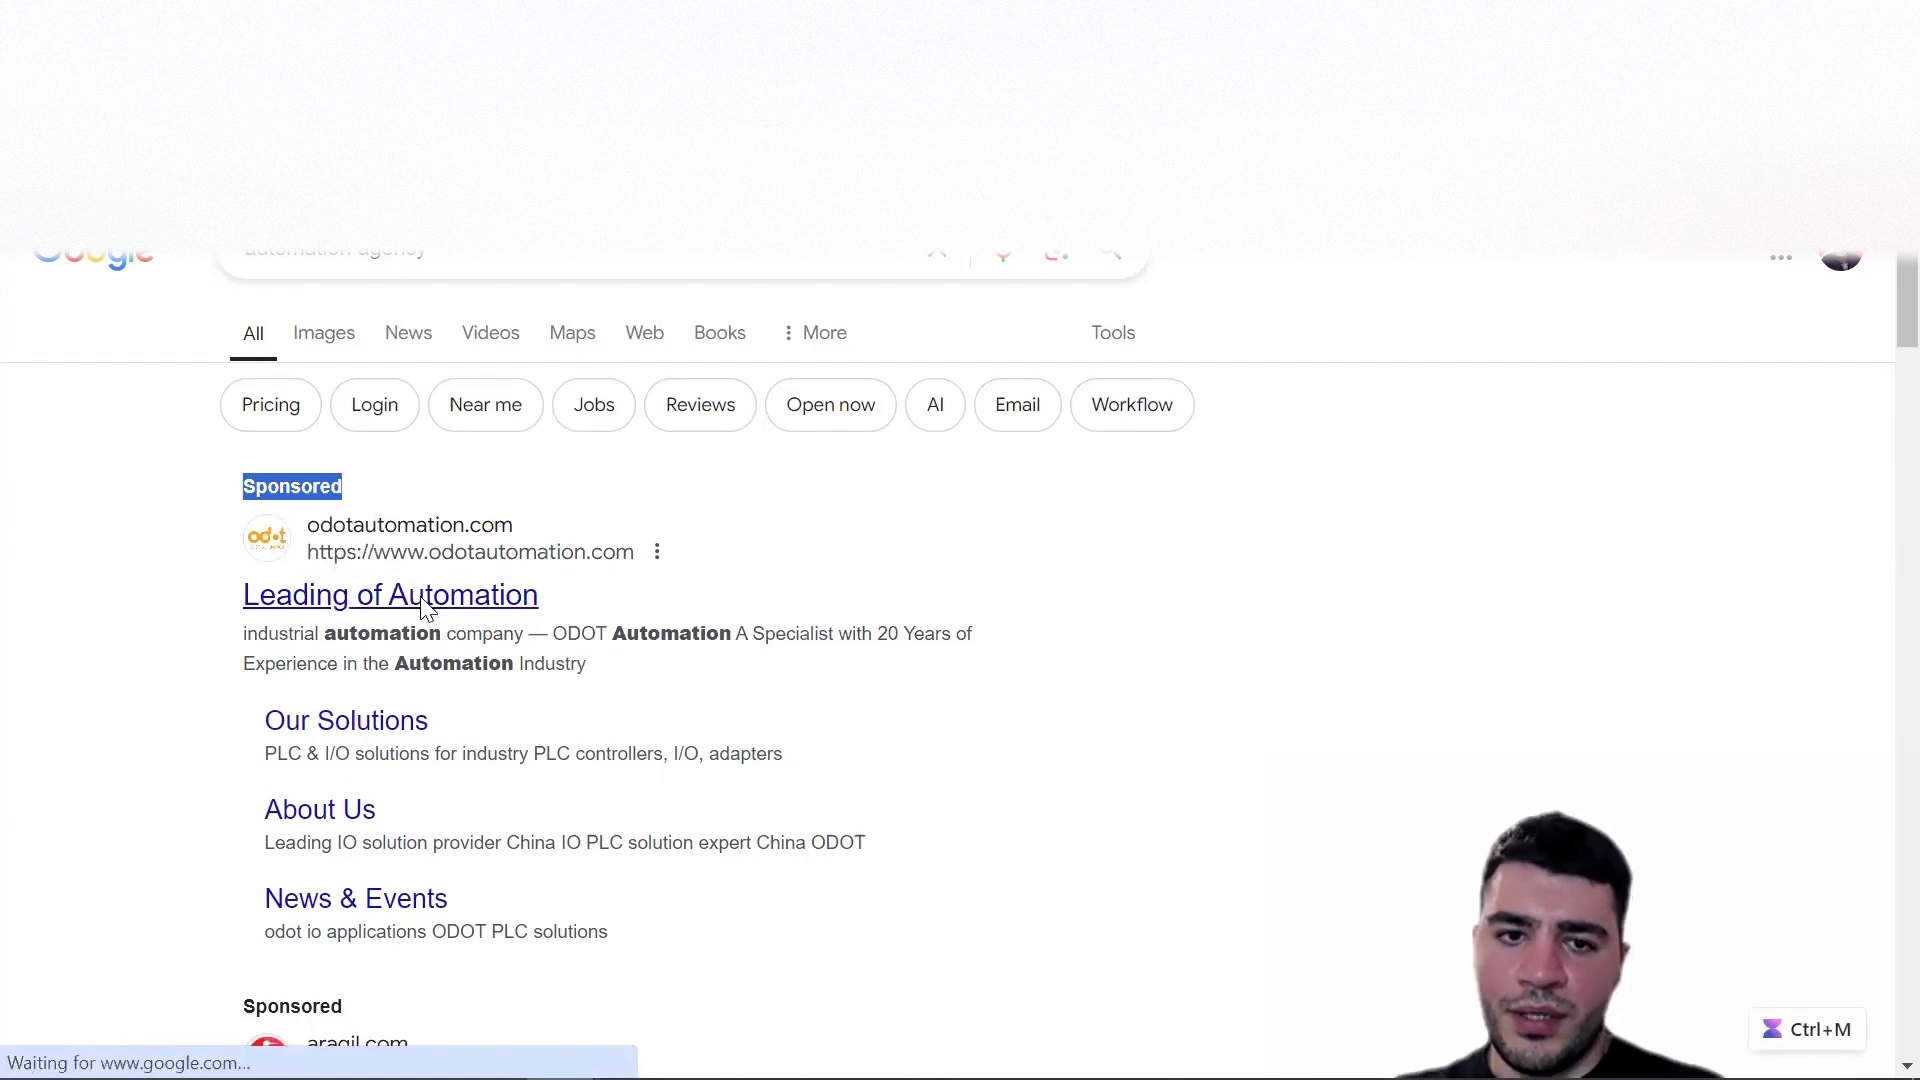 Google
automation agency
All Images News Videos Maps Web Books More Tools
Pricing Login Near me Jobs Reviews Open now AI Email Workflow
Sponsored
od•t
odotautomation.com
https://www.odotautomation.com
Leading of Automation
industrial automation company — ODOT Automation A Specialist with 20 Years of
Experience in the Automation Industry
Our Solutions
PLC & I/O solutions for industry PLC controllers, I/O, adapters
About Us
Leading IO solution provider China IO PLC solution expert China ODOT
News & Events
odot io applications ODOT PLC solutions
Sponsored
aragil.com
Ctrl+M
Waiting for www.google.com...